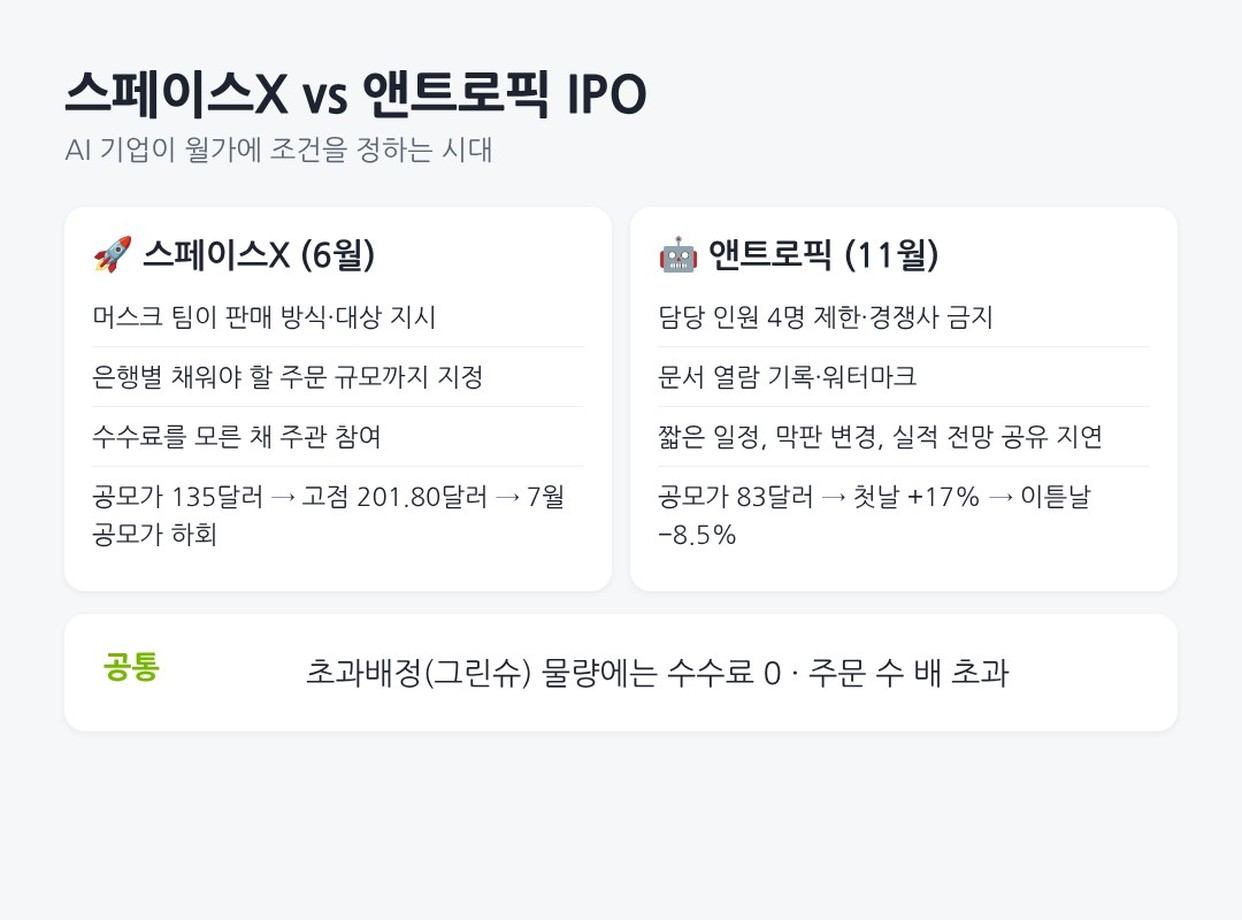 스페이스X vs 앤트로픽 IPO
AI 기업이 월가에 조건을 정하는 시대
🚀 스페이스X (6월)
머스크 팀이 판매 방식·대상 지시
은행별 채워야 할 주문 규모까지 지정
수수료를 모른 채 주관 참여
공모가 135달러 → 고점 201.80달러 → 7월
공모가 하회
🤖 앤트로픽 (11월)
담당 인원 4명 제한·경쟁사 금지
문서 열람 기록·워터마크
짧은 일정, 막판 변경, 실적 전망 공유 지연
공모가 83달러 → 첫날 +17% → 이튿날
−8.5%
공통
초과배정(그린슈) 물량에는 수수료 0 · 주문 수 배 초과